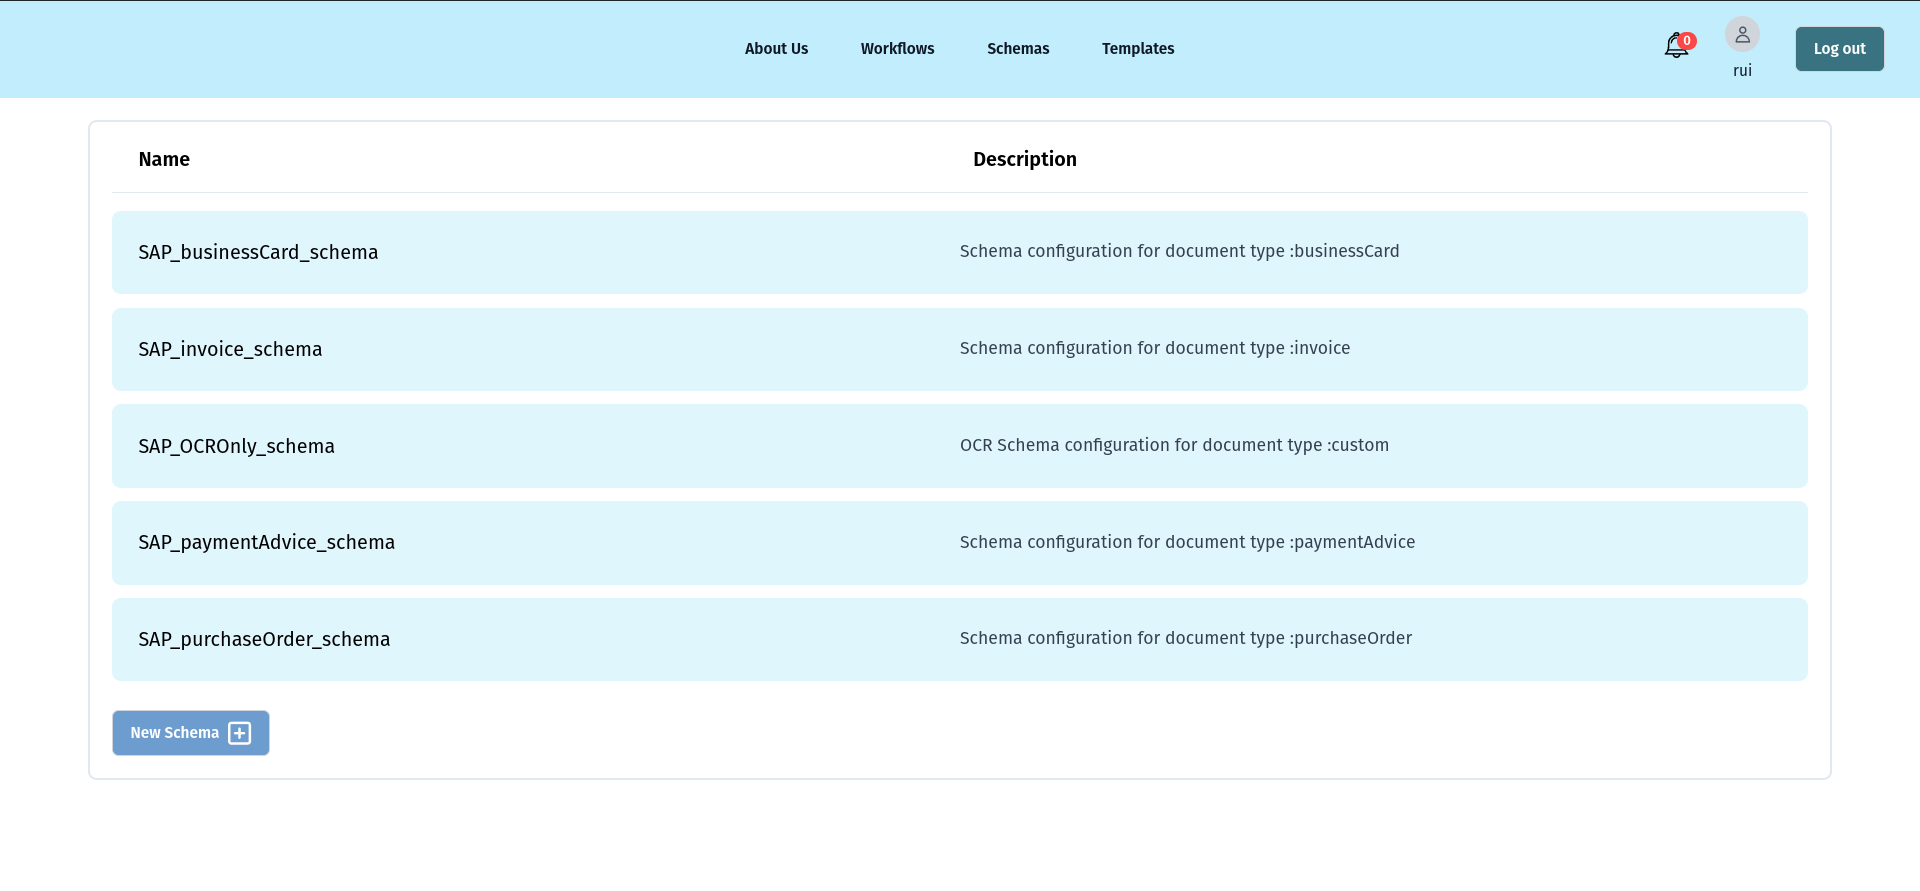 About Us Workflows Schemas Templates 0 rui Log out
Name Description
SAP_businessCard_schema Schema configuration for document type :businessCard
SAP_invoice_schema Schema configuration for document type :invoice
SAP_OCROnly_schema OCR Schema configuration for document type :custom
SAP_paymentAdvice_schema Schema configuration for document type :paymentAdvice
SAP_purchaseOrder_schema Schema configuration for document type :purchaseOrder
New Schema